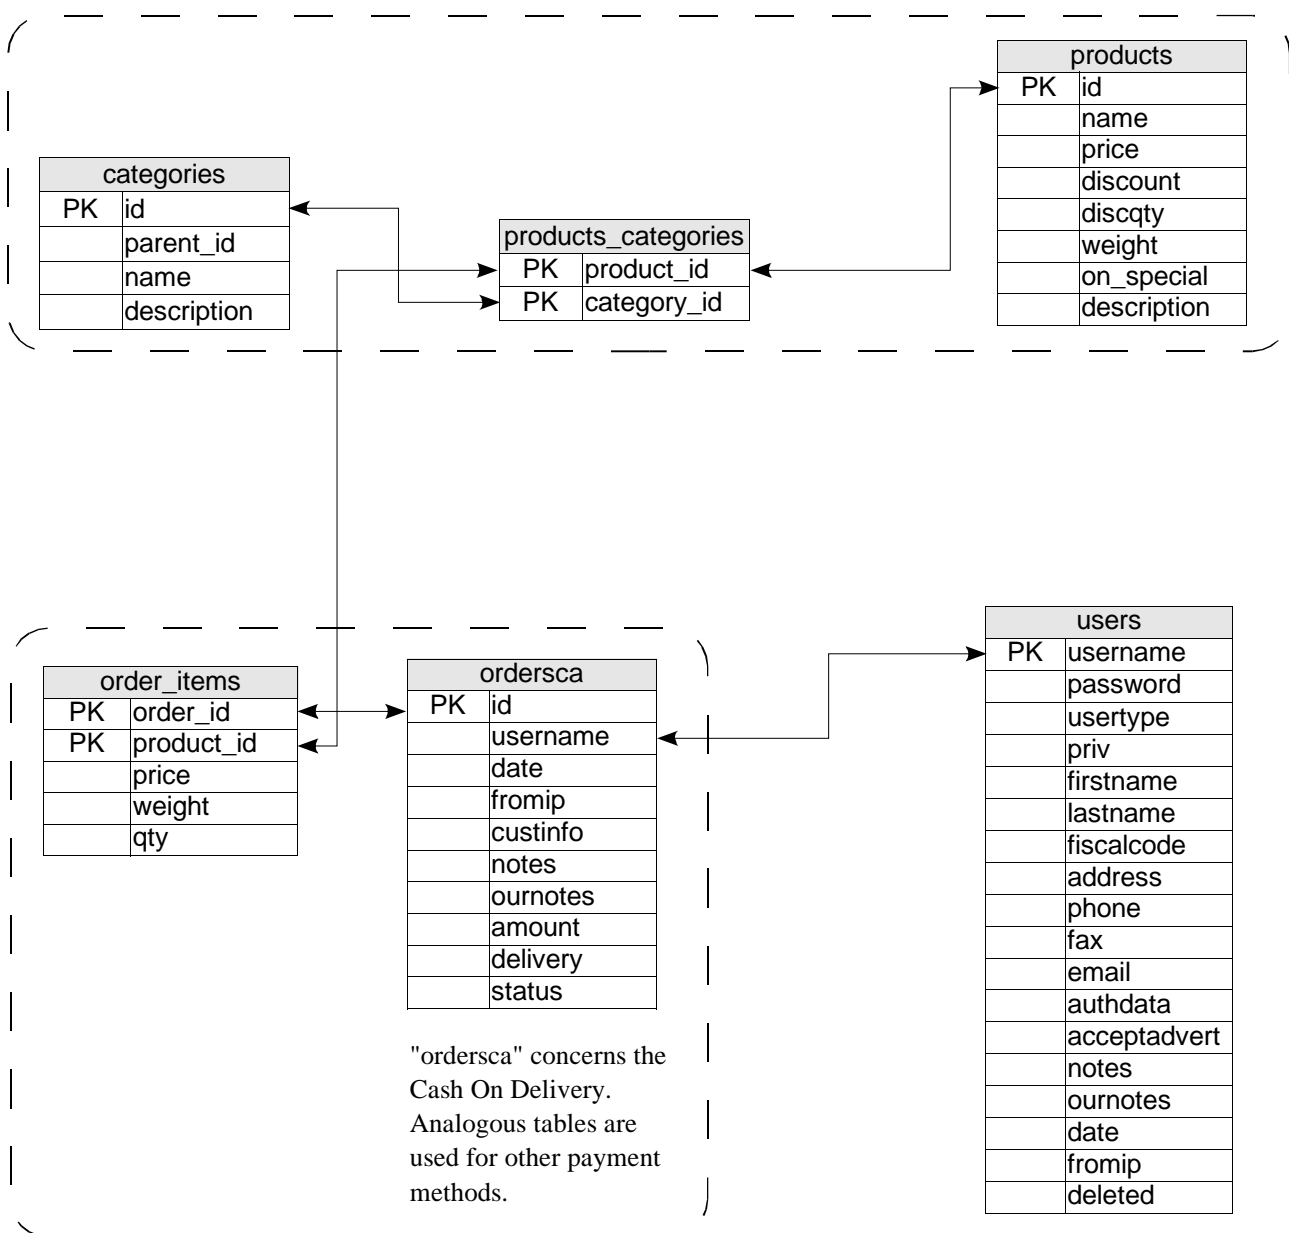 products
PK id
name
price
discount
discqty
weight
on_special
description
categories
PK id
parent_id
name
description
products_categories
PK product_id
PK category_id
order_items
PK order_id
PK product_id
price
weight
qty
ordersca
PK id
username
date
fromip
custinfo
notes
ournotes
amount
delivery
status
"ordersca" concerns the
Cash On Delivery.
Analogous tables are
used for other payment
methods.
users
PK username
password
usertype
priv
firstname
lastname
fiscalcode
address
phone
fax
email
authdata
acceptadvert
notes
ournotes
date
fromip
deleted